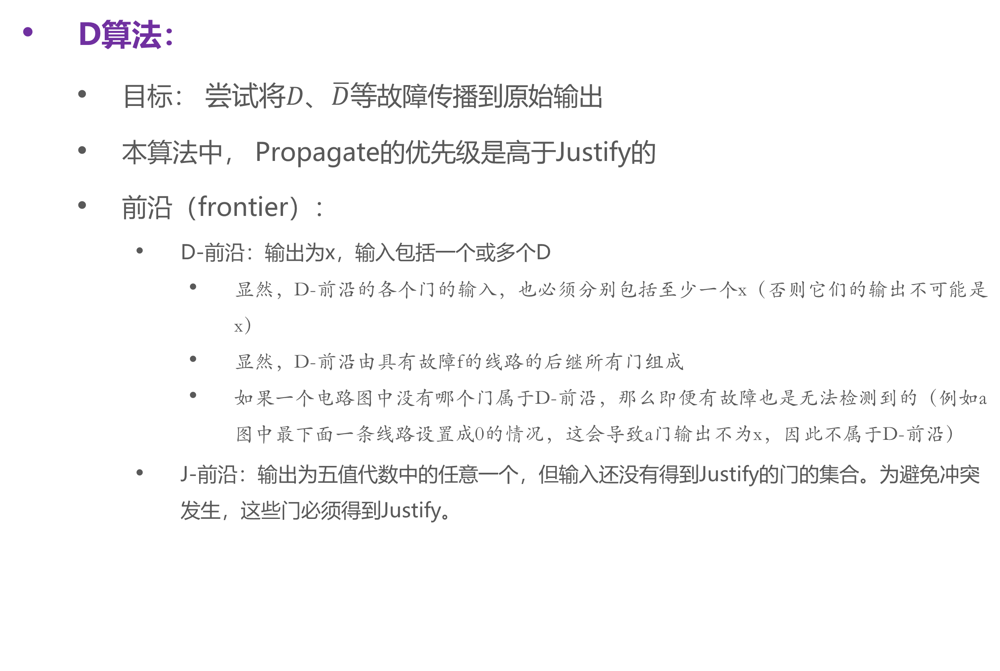 • D算法：
• 目标： 尝试将D、D̅等故障传播到原始输出
• 本算法中， Propagate的优先级是高于Justify的
• 前沿（frontier）：
• D-前沿：输出为x，输入包括一个或多个D
• 显然，D-前沿的各个门的输入，也必须分别包括至少一个x（否则它们的输出不可能是
x）
• 显然，D-前沿由具有故障f的线路的后继所有门组成
• 如果一个电路图中没有哪个门属于D-前沿，那么即便有故障也是无法检测到的（例如a
图中最下面一条线路设置成0的情况，这会导致a门输出不为x，因此不属于D-前沿）
• J-前沿：输出为五值代数中的任意一个，但输入还没有得到Justify的门的集合。为避免冲突
发生，这些门必须得到Justify。